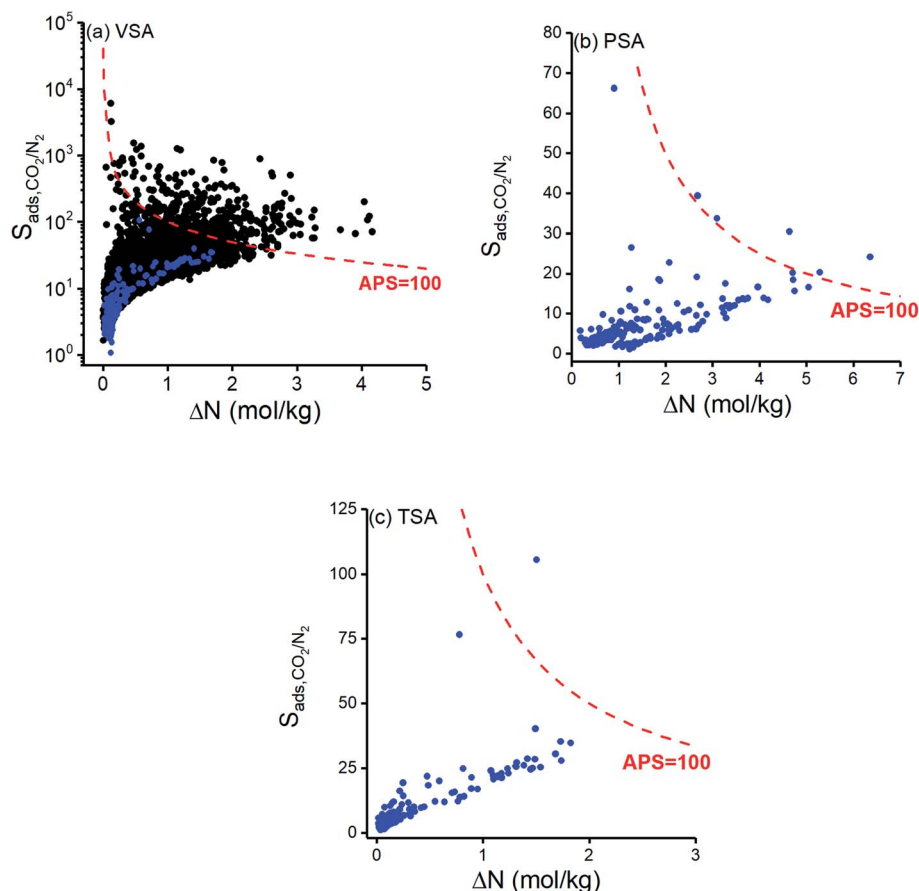 (a) VSA
10⁵
10⁴
10³
10²
10¹
10⁰
S_ads,CO₂/N₂
0 1 2 3 4 5
ΔN (mol/kg)
APS=100
(b) PSA
80
70
60
50
40
30
20
10
0
S_ads,CO₂/N₂
0 1 2 3 4 5 6 7
ΔN (mol/kg)
APS=100
(c) TSA
125
100
75
50
25
0
S_ads,CO₂/N₂
0 1 2 3
ΔN (mol/kg)
APS=100